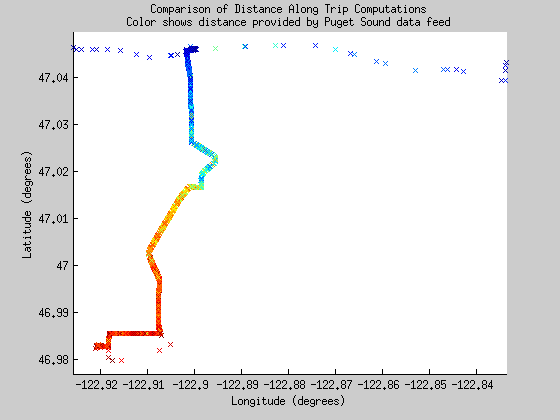 Comparison of Distance Along Trip Computations
Color shows distance provided by Puget Sound data feed
47.04
47.03
47.02
47.01
47
46.99
46.98
Latitude (degrees)
-122.92 -122.91 -122.9 -122.89 -122.88 -122.87 -122.86 -122.85 -122.84
Longitude (degrees)